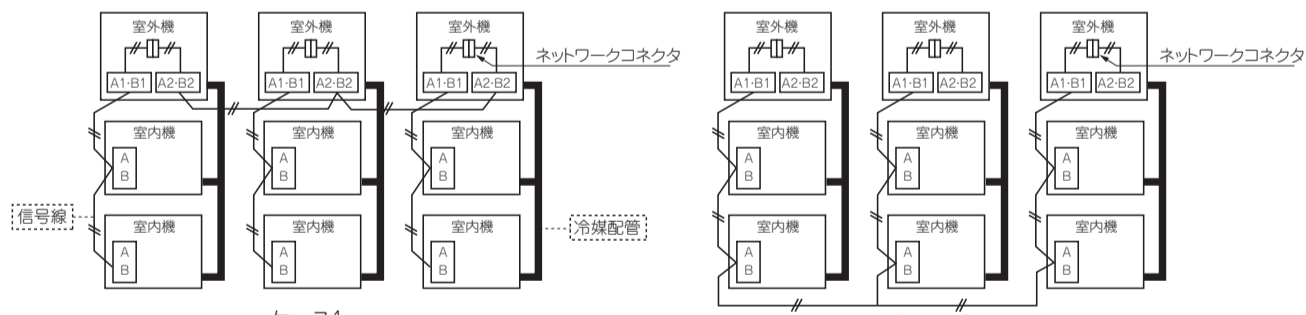 室外機 室外機 室外機 室外機 室外機 室外機
ネットワークコネクタ ネットワークコネクタ
A1·B1 A2·B2 A1·B1 A2·B2 A1·B1 A2·B2 A1·B1 A2·B2 A1·B1 A2·B2 A1·B1 A2·B2
室内機 室内機 室内機 室内機 室内機 室内機
A A A A A A
B B B B B B
信号線 冷媒配管
室内機 室内機 室内機 室内機 室内機 室内機
A A A A A A
B B B B B B